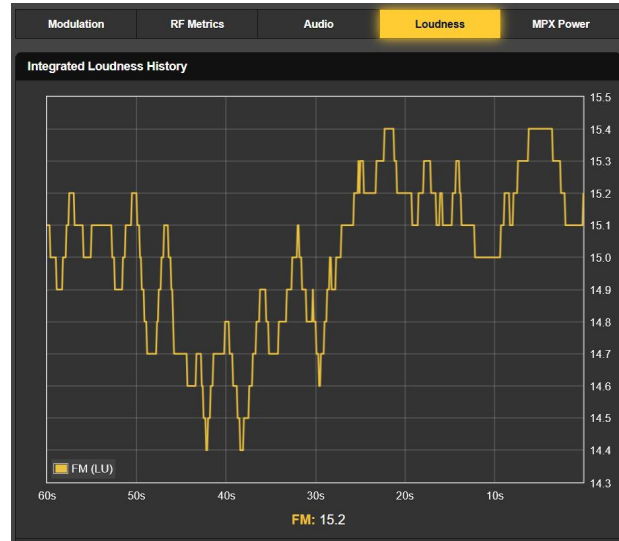 Modulation RF Metrics Audio Loudness MPX Power
Integrated Loudness History
15.5
15.4
15.3
15.2
15.1
15.0
14.9
14.8
14.7
14.6
14.5
14.4
14.3
FM (LU)
60s 50s 40s 30s 20s 10s
FM: 15.2